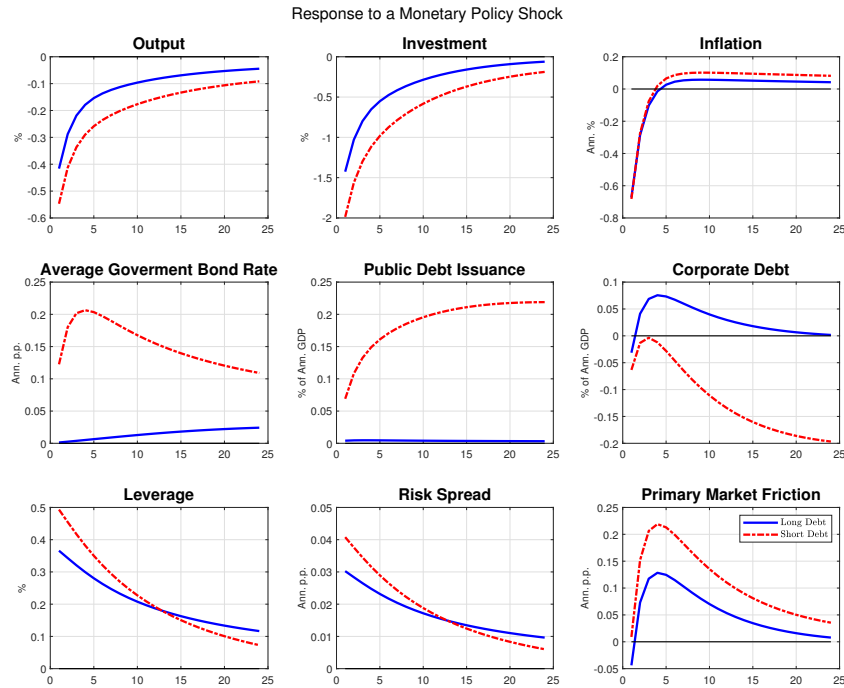 Response to a Monetary Policy Shock
Output
0
-0.1
-0.2
-0.3
-0.4
-0.5
-0.6
%
0 5 10 15 20 25
Investment
0
-0.5
-1
-1.5
-2
%
0 5 10 15 20 25
Inflation
0.2
0
-0.2
-0.4
-0.6
-0.8
Ann. %
0 5 10 15 20 25
Average Goverment Bond Rate
0.25
0.2
0.15
0.1
0.05
0
Ann. p.p.
0 5 10 15 20 25
Public Debt Issuance
0.25
0.2
0.15
0.1
0.05
0
% of Ann. GDP
0 5 10 15 20 25
Corporate Debt
0.1
0.05
0
-0.05
-0.1
-0.15
-0.2
% of Ann. GDP
0 5 10 15 20 25
Leverage
0.5
0.4
0.3
0.2
0.1
0
%
0 5 10 15 20 25
Risk Spread
0.05
0.04
0.03
0.02
0.01
0
Ann. p.p.
0 5 10 15 20 25
Primary Market Friction
0.25
0.2
0.15
0.1
0.05
0
-0.05
Ann. p.p.
0 5 10 15 20 25
Long Debt
Short Debt